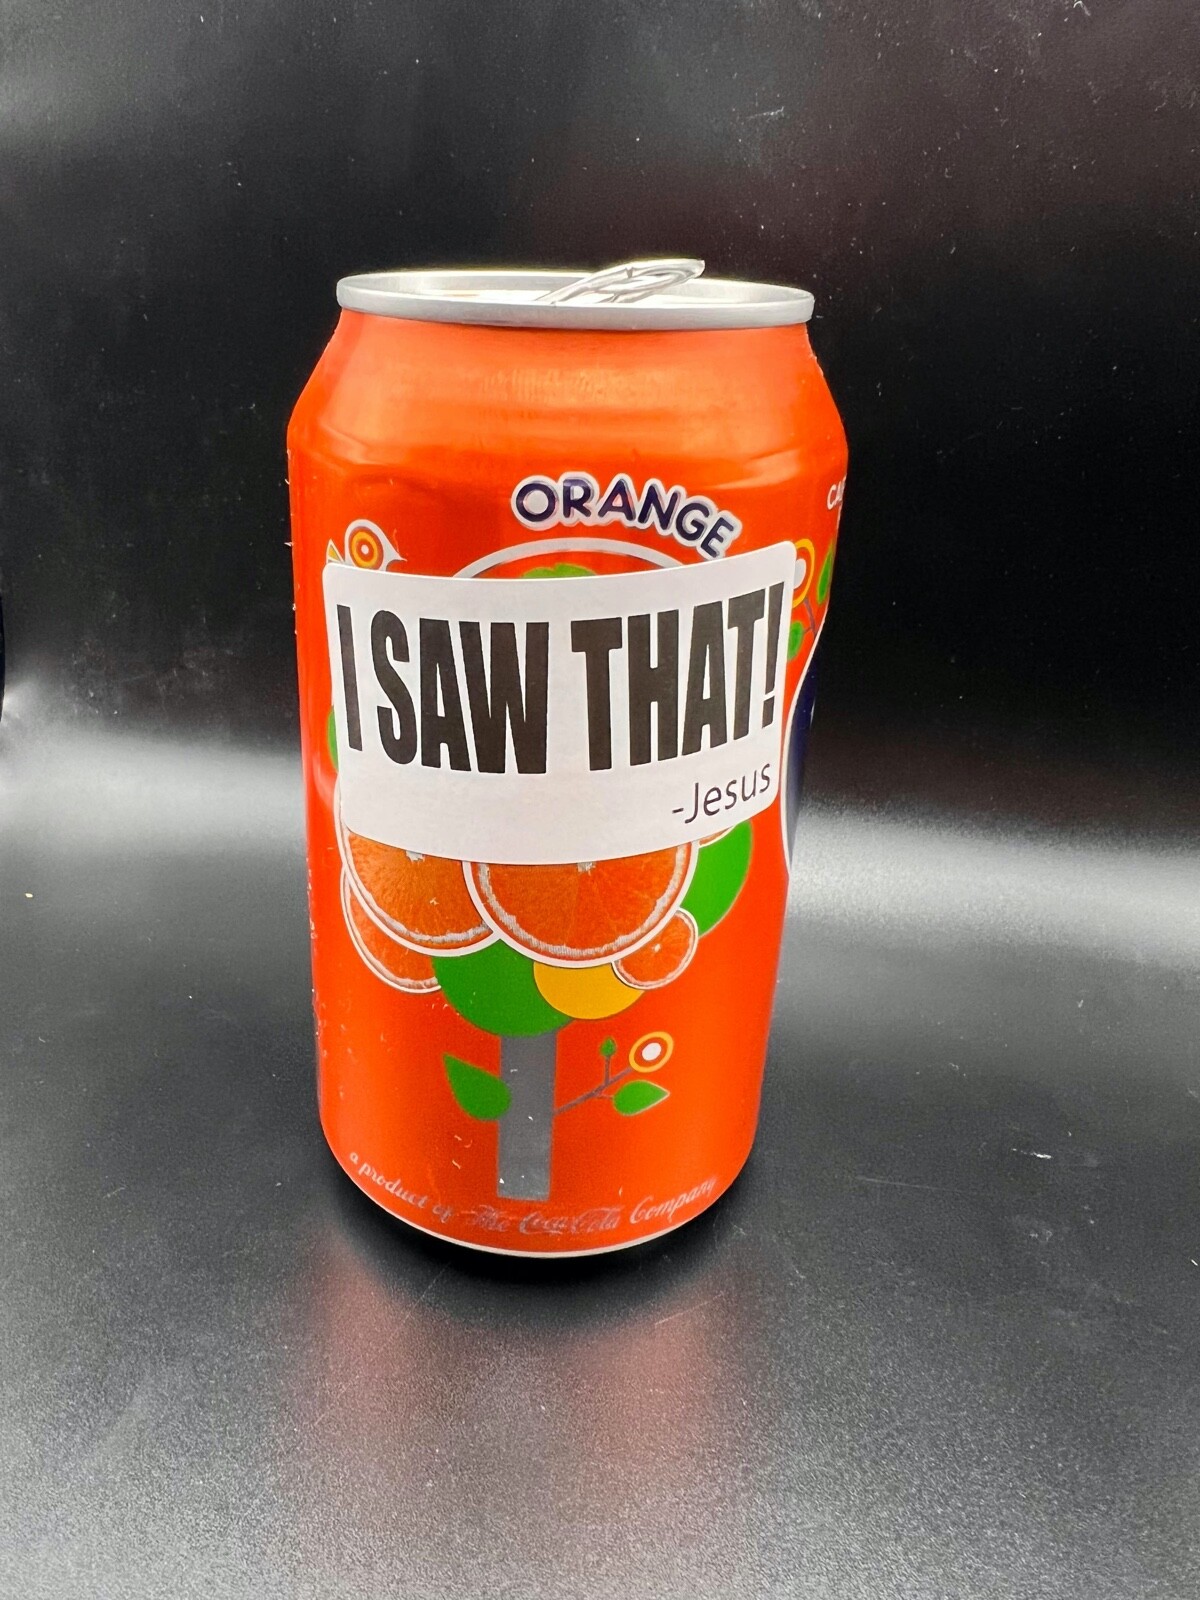 ORANGE
I SAW THAT!
-Jesus
a product of The Coca-Cola Company